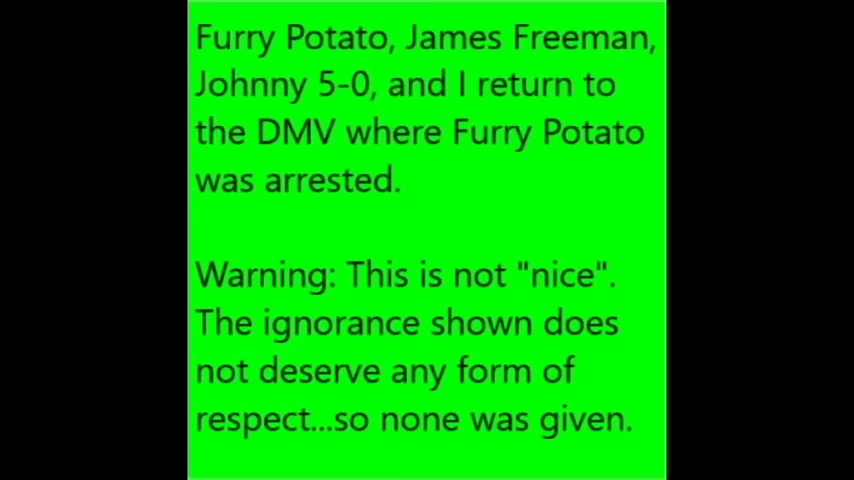 Furry Potato, James Freeman,
Johnny 5-0, and I return to
the DMV where Furry Potato
was arrested.
Warning: This is not "nice".
The ignorance shown does
not deserve any form of
respect...so none was given.